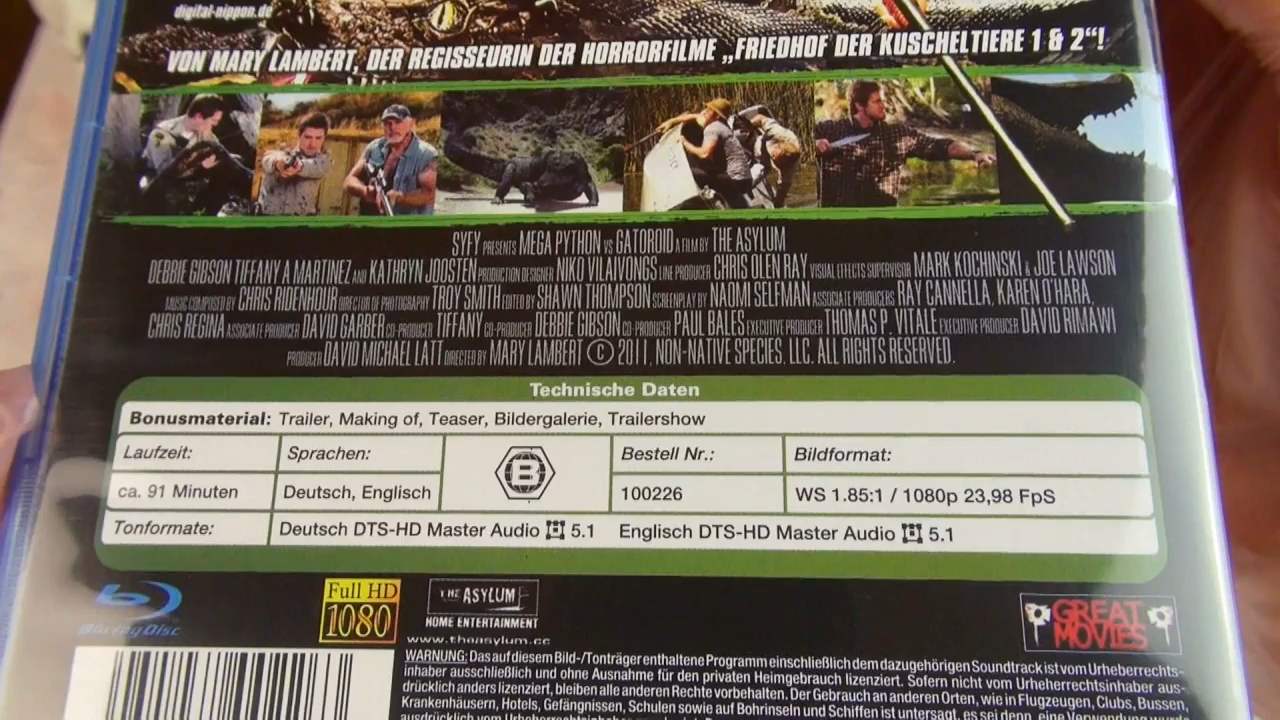 digital-nippon.de
VON MARY LAMBERT, DER REGISSEURIN DER HORRORFILME „FRIEDHOF DER KUSCHELTIERE 1 & 2“!
SYFY PRESENTS MEGA PYTHON VS GATOROID A FILM BY THE ASYLUM
DEBBIE GIBSON TIFFANY A MARTINEZ AND KATHRYN JOOSTEN PRODUCTION DESIGNER NIKO VILAIVONGS LINE PRODUCER CHRIS OLEN RAY VISUAL EFFECTS SUPERVISOR MARK KOCHINSKI & JOE LAWSON
MUSIC COMPOSED BY CHRIS RIDENHOUR DIRECTOR OF PHOTOGRAPHY TROY SMITH EDITED BY SHAWN THOMPSON SCREENPLAY BY NAOMI SELFMAN ASSOCIATE PRODUCERS RAY CANNELLA, KAREN O'HARA,
CHRIS REGINA ASSOCIATE PRODUCER DAVID GARBER CO-PRODUCER TIFFANY CO-PRODUCER DEBBIE GIBSON CO-PRODUCER PAUL BALES EXECUTIVE PRODUCER THOMAS P. VITALE EXECUTIVE PRODUCER DAVID RIMAWI
PRODUCER DAVID MICHAEL LATT DIRECTED BY MARY LAMBERT © 2011, NON-NATIVE SPECIES, LLC. ALL RIGHTS RESERVED.
Technische Daten
Bonusmaterial: Trailer, Making of, Teaser, Bildergalerie, Trailershow
Laufzeit: Sprachen: B Bestell Nr.: Bildformat:
ca. 91 Minuten Deutsch, Englisch 100226 WS 1.85:1 / 1080p 23,98 FpS
Tonformate: Deutsch DTS-HD Master Audio 5.1 Englisch DTS-HD Master Audio 5.1
Blu-ray Disc
Full HD
1080
THE ASYLUM
HOME ENTERTAINMENT
www.theasylum.cc
GREAT
MOVIES
WARNUNG: Das auf diesem Bild-/Tonträger enthaltene Programm einschließlich dem dazugehörigen Soundtrack ist vom Urheberrechts-
inhaber ausschließlich und ohne Ausnahme für den privaten Heimgebrauch lizenziert. Sofern nicht vom Urheberrechtsinhaber aus-
drücklich anders lizenziert, bleiben alle anderen Rechte vorbehalten. Der Gebrauch an anderen Orten, wie in Flugzeugen, Clubs, Bussen,
Krankenhäusern, Hotels, Gefängnissen, Schulen sowie auf Bohrinseln und Schiffen ist untersagt, es sei denn, eine Verwendung wurde